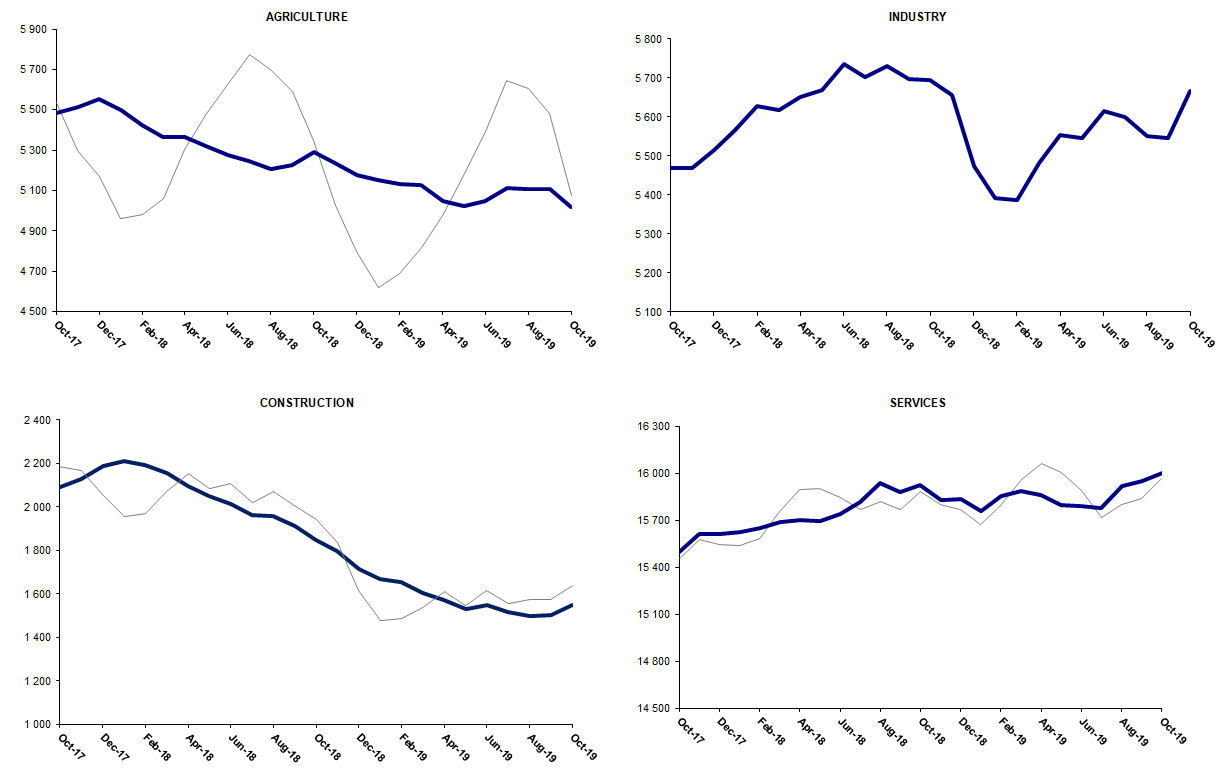 AGRICULTURE
5 900
5 700
5 500
5 300
5 100
4 900
4 700
4 500
Oct-17
Dec-17
Feb-18
Apr-18
Jun-18
Aug-18
Oct-18
Dec-18
Feb-19
Apr-19
Jun-19
Aug-19
Oct-19
INDUSTRY
5 800
5 700
5 600
5 500
5 400
5 300
5 200
5 100
Oct-17
Dec-17
Feb-18
Apr-18
Jun-18
Aug-18
Oct-18
Dec-18
Feb-19
Apr-19
Jun-19
Aug-19
Oct-19
CONSTRUCTION
2 400
2 200
2 000
1 800
1 600
1 400
1 200
1 000
Oct-17
Dec-17
Feb-18
Apr-18
Jun-18
Aug-18
Oct-18
Dec-18
Feb-19
Apr-19
Jun-19
Aug-19
Oct-19
SERVICES
16 300
16 000
15 700
15 400
15 100
14 800
14 500
Oct-17
Dec-17
Feb-18
Apr-18
Jun-18
Aug-18
Oct-18
Dec-18
Feb-19
Apr-19
Jun-19
Aug-19
Oct-19